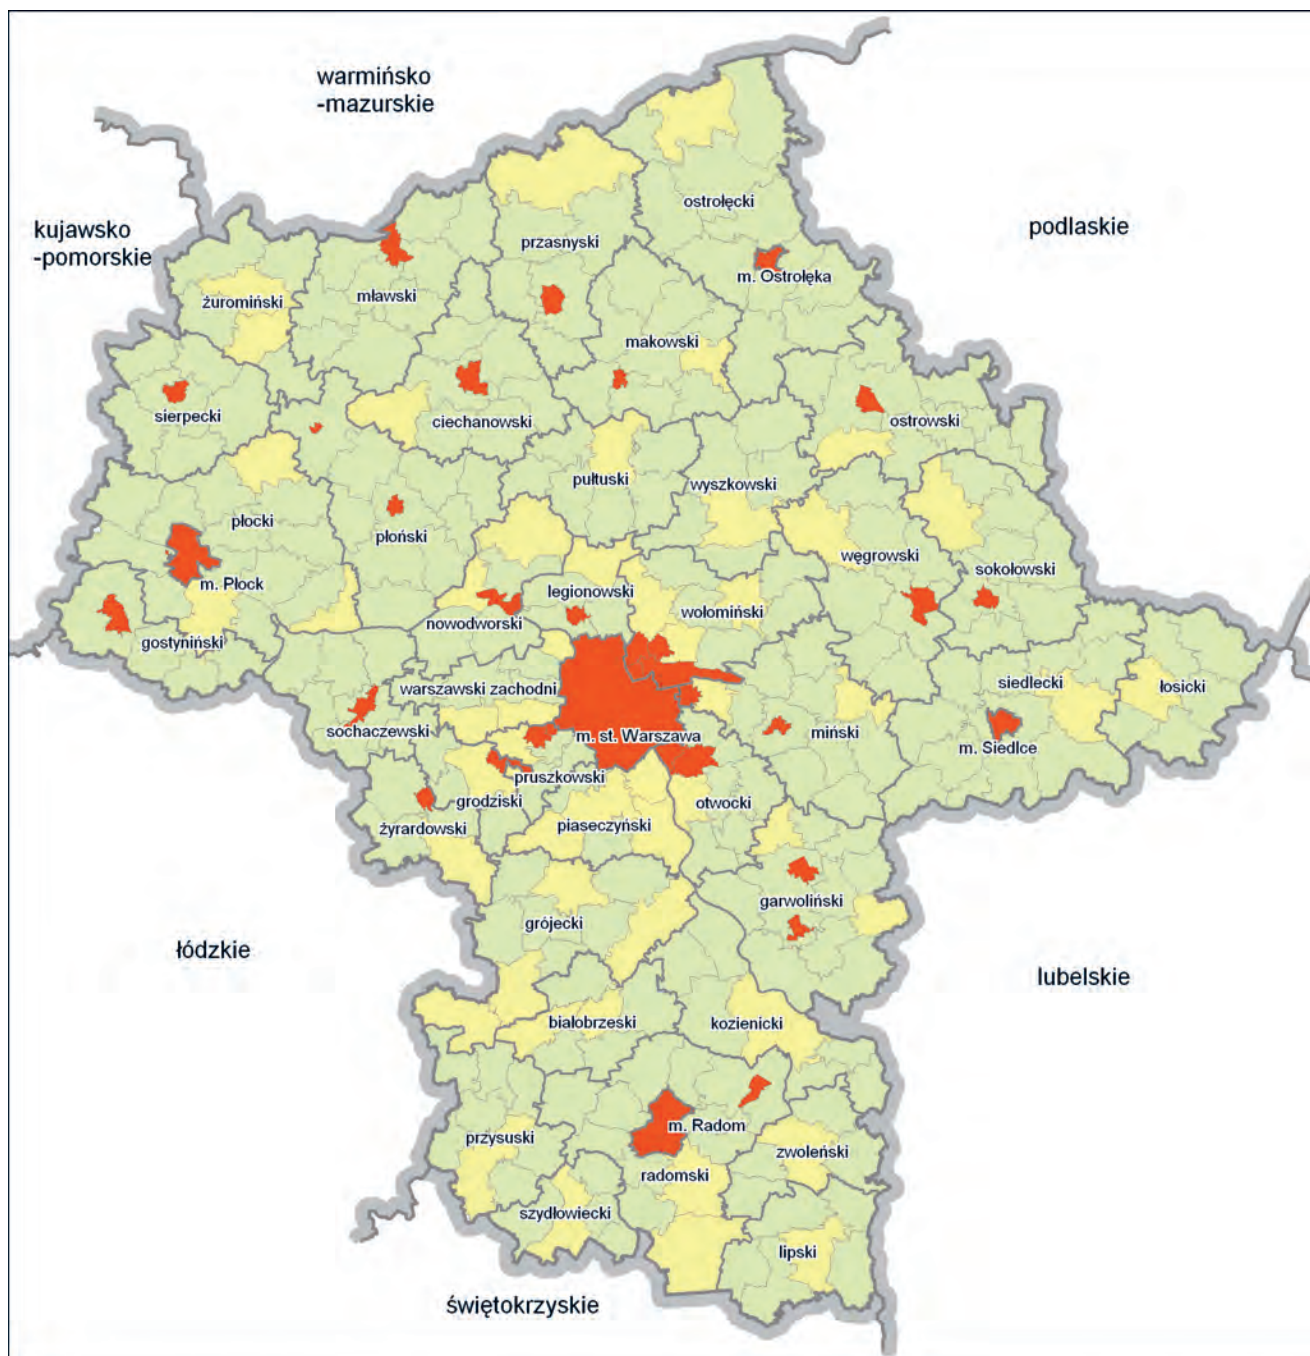 warmińsko
-mazurskie
kujawsko
-pomorskie
podlaskie
ostrołęcki
przasnyski
m. Ostrołęka
żuromiński
mławski
makowski
sierpecki
ciechanowski
ostrowski
pułtuski
wyszkowski
płocki
płoński
węgrowski
sokołowski
m. Płock
legionowski
wołomiński
nowodworski
gostyniński
warszawski zachodni
siedlecki
łosicki
sochaczewski
m. st. Warszawa
miński
m. Siedlce
pruszkowski
grodziski
otwocki
żyrardowski
piaseczyński
garwoliński
grójecki
łódzkie
lubelskie
białobrzeski
kozienicki
m. Radom
przysuski
zwoleński
radomski
szydłowiecki
lipski
świętokrzyskie